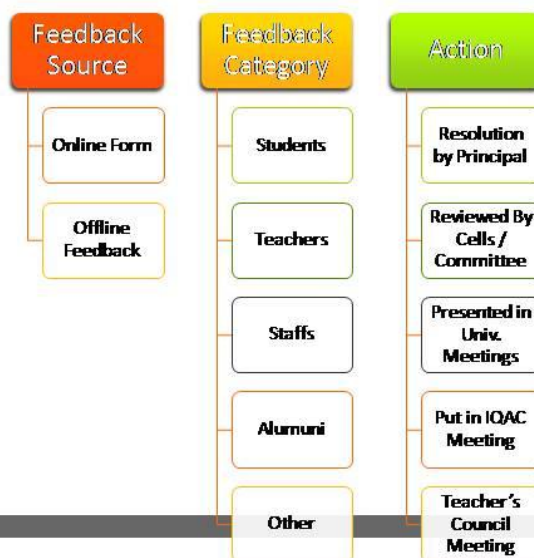 Feedback
Source
Online Form
Offline
Feedback
Feedback
Category
Students
Teachers
Staffs
Alumuni
Other
Action
Resolution
by Principal
Reviewed By
Cells /
Committee
Presented in
Univ.
Meetings
Put in IQAC
Meeting
Teacher's
Council
Meeting